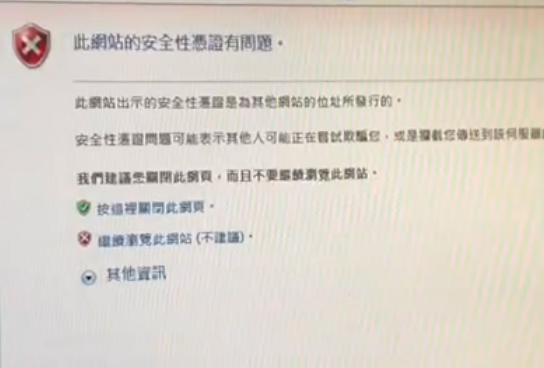 此網站的安全性憑證有問題。
此網站出示的安全性憑證是為其他網站的位址所發行的。
安全性憑證問題可能表示其他人可能正在嘗試欺騙您，或是攔截您傳送到該伺服器
我們建議您關閉此網頁，而且不要繼續瀏覽此網站。
按這裡關閉此網頁。
繼續瀏覽此網站 (不建議)。
其他資訊